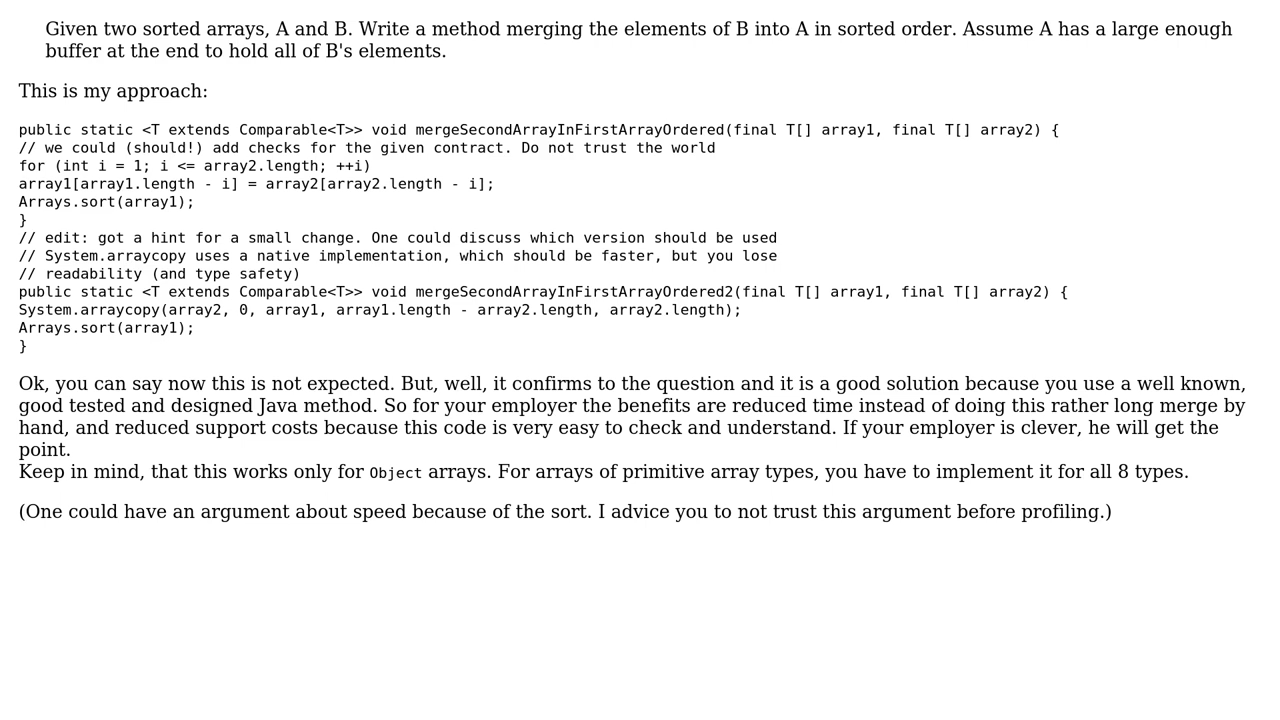 Given two sorted arrays, A and B. Write a method merging the elements of B into A in sorted order. Assume A has a large enough
buffer at the end to hold all of B's elements.
This is my approach:
public static <T extends Comparable<T>> void mergeSecondArrayInFirstArrayOrdered(final T[] array1, final T[] array2) {
// we could (should!) add checks for the given contract. Do not trust the world
for (int i = 1; i <= array2.length; ++i)
array1[array1.length - i] = array2[array2.length - i];
Arrays.sort(array1);
}
// edit: got a hint for a small change. One could discuss which version should be used
// System.arraycopy uses a native implementation, which should be faster, but you lose
// readability (and type safety)
public static <T extends Comparable<T>> void mergeSecondArrayInFirstArrayOrdered2(final T[] array1, final T[] array2) {
System.arraycopy(array2, 0, array1, array1.length - array2.length, array2.length);
Arrays.sort(array1);
}
Ok, you can say now this is not expected. But, well, it confirms to the question and it is a good solution because you use a well known,
good tested and designed Java method. So for your employer the benefits are reduced time instead of doing this rather long merge by
hand, and reduced support costs because this code is very easy to check and understand. If your employer is clever, he will get the
point.
Keep in mind, that this works only for Object arrays. For arrays of primitive array types, you have to implement it for all 8 types.
(One could have an argument about speed because of the sort. I advice you to not trust this argument before profiling.)